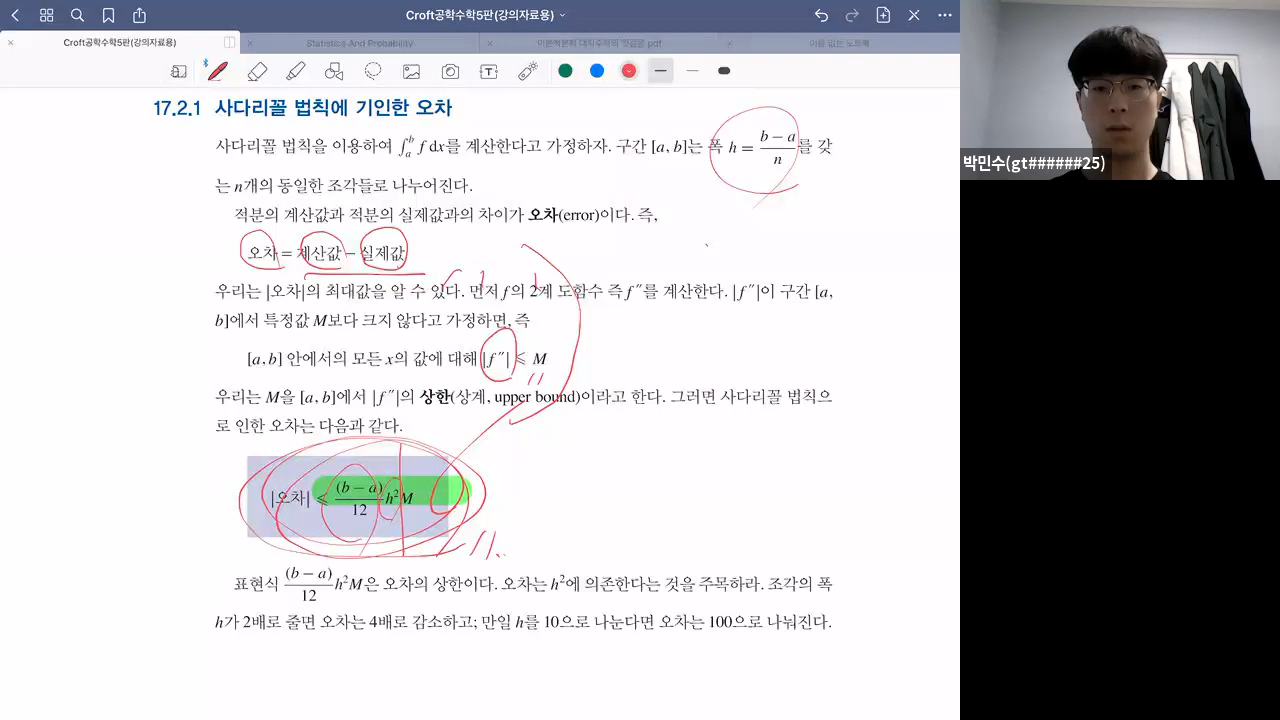 Croft공학수학5판(강의자료용)
Croft공학수학5판(강의자료용)
Statistics And Probability
이름 없는 노트북
17.2.1 사다리꼴 법칙에 기인한 오차
사다리꼴 법칙을 이용하여 ∫_a^b f dx를 계산한다고 가정하자. 구간 [a, b]는 폭 h = (b − a)/n 를 갖
는 n개의 동일한 조각들로 나누어진다.
적분의 계산값과 적분의 실제값과의 차이가 오차(error)이다. 즉,
오차 = 계산값 − 실제값
우리는 |오차|의 최대값을 알 수 있다. 먼저 f의 2계 도함수 즉 f″를 계산한다. |f″|이 구간 [a,
b]에서 특정값 M보다 크지 않다고 가정하면, 즉
[a, b] 안에서의 모든 x의 값에 대해 |f″| ⩽ M
우리는 M을 [a, b]에서 |f″|의 상한(상계, upper bound)이라고 한다. 그러면 사다리꼴 법칙으
로 인한 오차는 다음과 같다.
|오차| ⩽ (b − a)/12 h²M
표현식 (b − a)/12 h²M은 오차의 상한이다. 오차는 h²에 의존한다는 것을 주목하라. 조각의 폭
h가 2배로 줄면 오차는 4배로 감소하고; 만일 h를 10으로 나눈다면 오차는 100으로 나눠진다.
박민수(gt######25)